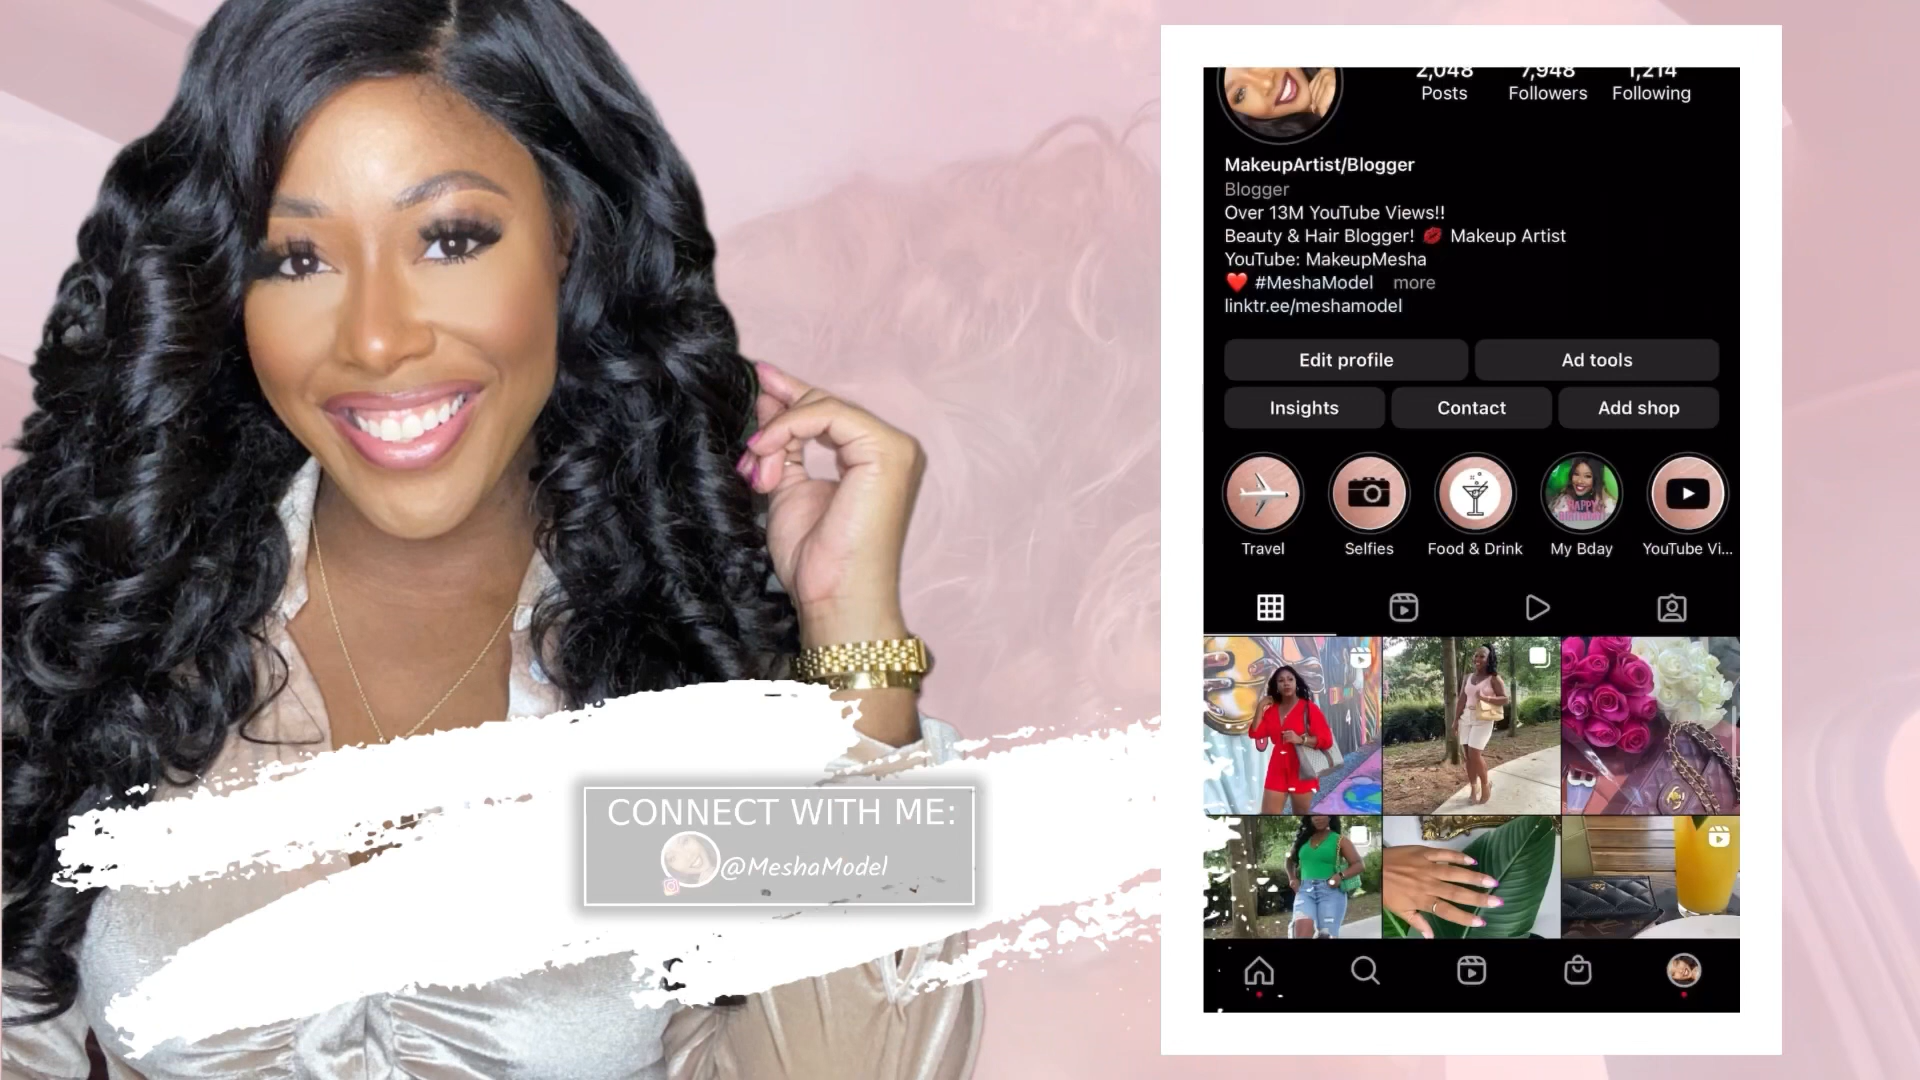 CONNECT WITH ME:
@MeshaModel
2,048 7,948 1,214
Posts Followers Following
MakeupArtist/Blogger
Blogger
Over 13M YouTube Views!!
Beauty & Hair Blogger! 💋 Makeup Artist
YouTube: MakeupMesha
❤️ #MeshaModel more
linktr.ee/meshamodel
Edit profile Ad tools
Insights Contact Add shop
HAPPY
BIRTHDAY
Travel Selfies Food & Drink My Bday YouTube Vi...